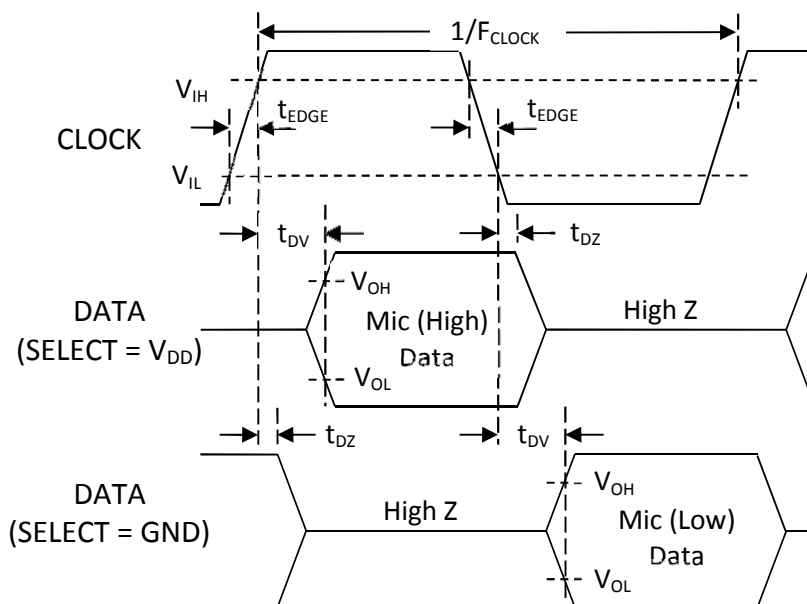 1/FCLOCK
VIH
tEDGE
tEDGE
CLOCK
VIL
tDV
tDZ
VOH
DATA
(SELECT = VDD)
Mic (High)
Data
High Z
VOL
tDZ
tDV
DATA
(SELECT = GND)
High Z
VOH
Mic (Low)
Data
VOL